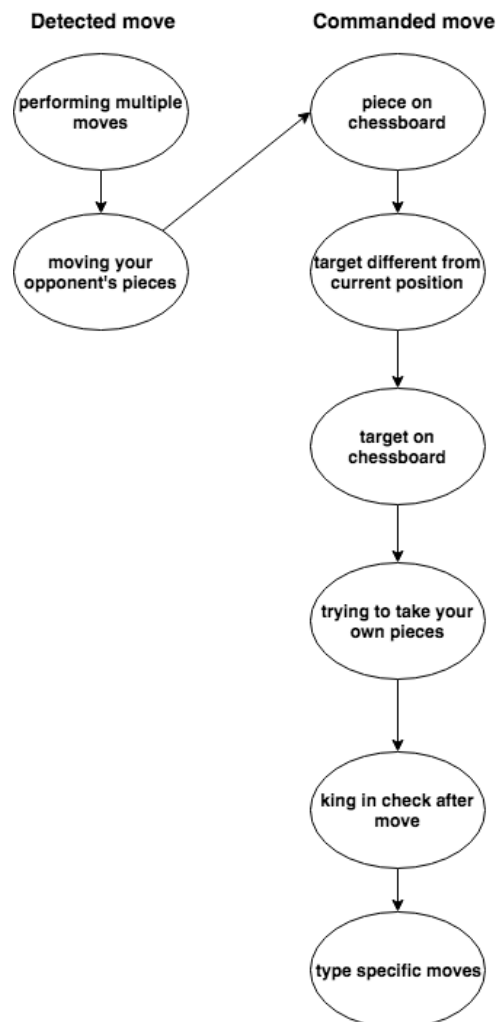 Detected move
Commanded move
performing multiple
moves
piece on
chessboard
moving your
opponent's pieces
target different from
current position
target on
chessboard
trying to take your
own pieces
king in check after
move
type specific moves